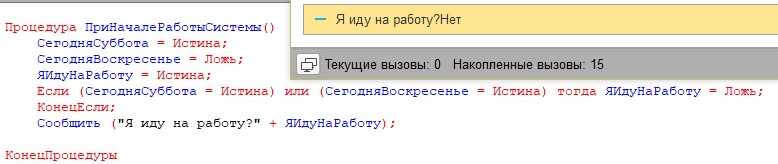 Процедура ПриНачалеРаботыСистемы()
СегодняСуббота = Истина;
СегодняВоскресенье = Ложь;
ЯИдуНаРаботу = Истина;
Если (СегодняСуббота = Истина) или (СегодняВоскресенье = Истина) тогда ЯИдуНаРаботу = Ложь;
КонецЕсли;
Сообщить ("Я иду на работу?" + ЯИдуНаРаботу);
КонецПроцедуры
Я иду на работу?Нет
Текущие вызовы: 0 Накопленные вызовы: 15